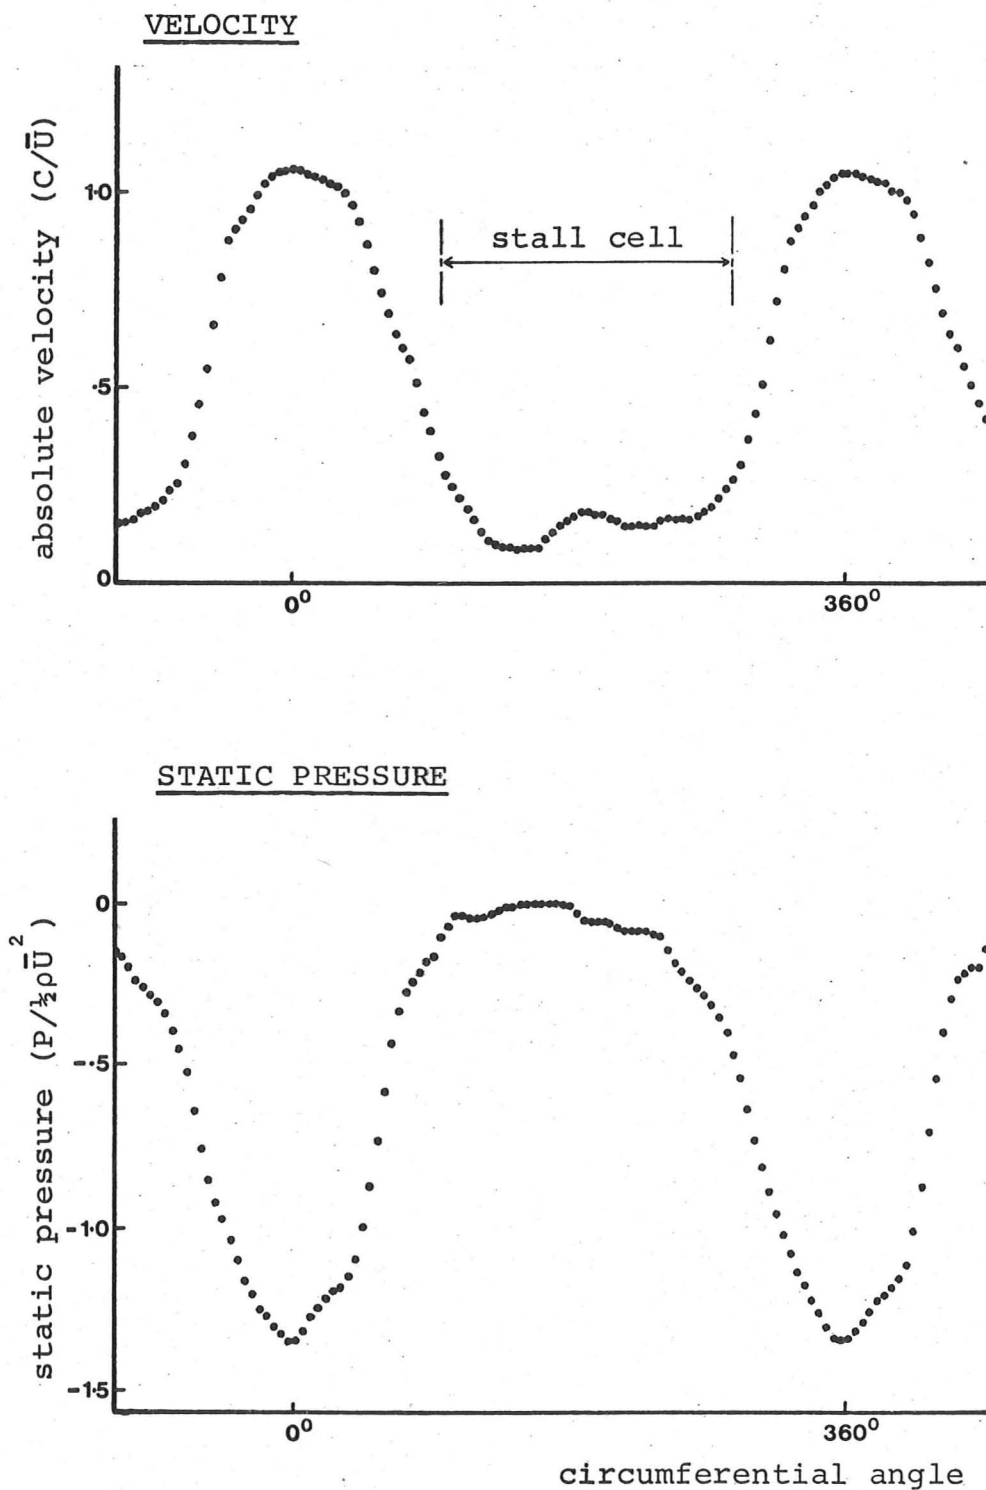 VELOCITY
absolute velocity (C/Ū)
1·0
·5
0
stall cell
0⁰
360⁰
STATIC PRESSURE
static pressure (P/½ρŪ²)
0
-·5
-1·0
-1·5
0⁰
360⁰
circumferential angle